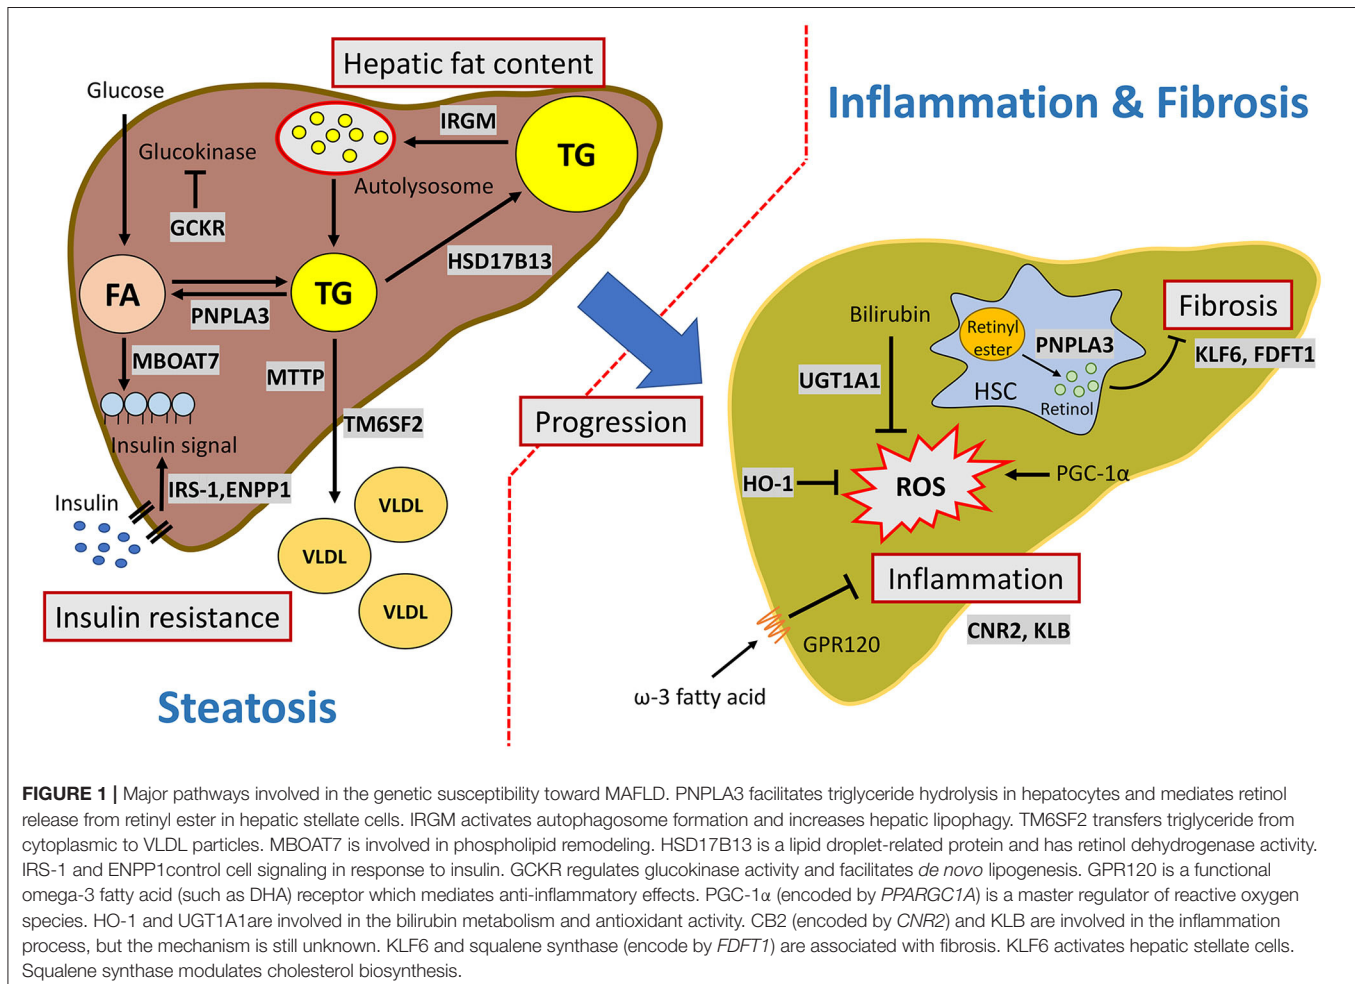 Hepatic fat content
Glucose
IRGM
TG
Glucokinase
Autolysosome
GCKR
HSD17B13
FA
TG
PNPLA3
MBOAT7
MTTP
TM6SF2
Insulin signal
IRS-1,ENPP1
Insulin
VLDL
VLDL
VLDL
Insulin resistance
Steatosis
Progression
Inflammation & Fibrosis
Bilirubin
Retinyl
ester
PNPLA3
HSC
Retinol
Fibrosis
KLF6, FDFT1
UGT1A1
HO-1
ROS
PGC-1α
Inflammation
CNR2, KLB
GPR120
ω-3 fatty acid
FIGURE 1 | Major pathways involved in the genetic susceptibility toward MAFLD. PNPLA3 facilitates triglyceride hydrolysis in hepatocytes and mediates retinol
release from retinyl ester in hepatic stellate cells. IRGM activates autophagosome formation and increases hepatic lipophagy. TM6SF2 transfers triglyceride from
cytoplasmic to VLDL particles. MBOAT7 is involved in phospholipid remodeling. HSD17B13 is a lipid droplet-related protein and has retinol dehydrogenase activity.
IRS-1 and ENPP1control cell signaling in response to insulin. GCKR regulates glucokinase activity and facilitates de novo lipogenesis. GPR120 is a functional
omega-3 fatty acid (such as DHA) receptor which mediates anti-inflammatory effects. PGC-1α (encoded by PPARGC1A) is a master regulator of reactive oxygen
species. HO-1 and UGT1A1are involved in the bilirubin metabolism and antioxidant activity. CB2 (encoded by CNR2) and KLB are involved in the inflammation
process, but the mechanism is still unknown. KLF6 and squalene synthase (encode by FDFT1) are associated with fibrosis. KLF6 activates hepatic stellate cells.
Squalene synthase modulates cholesterol biosynthesis.